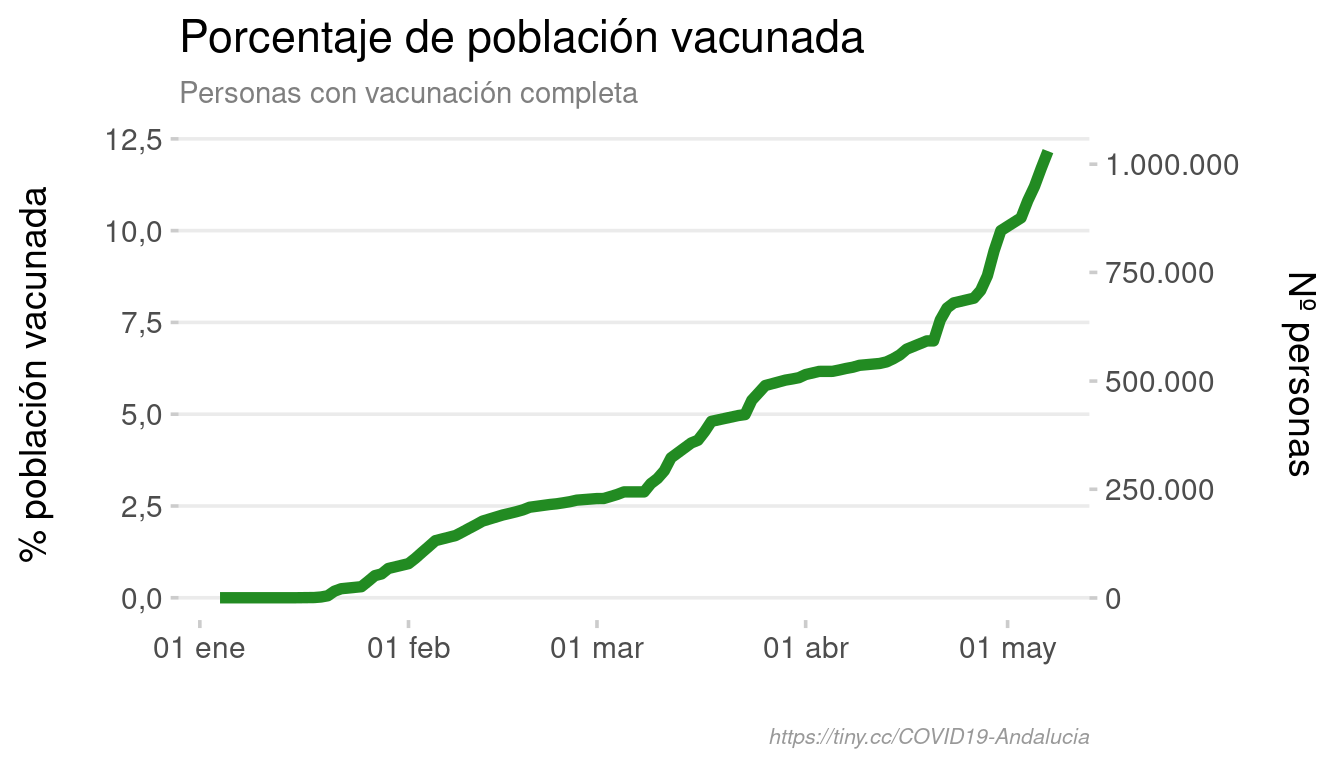 Porcentaje de población vacunada
Personas con vacunación completa
% población vacunada
12,5
10,0
7,5
5,0
2,5
0,0
1.000.000
750.000
500.000
250.000
0
Nº personas
01 ene
01 feb
01 mar
01 abr
01 may
https://tiny.cc/COVID19-Andalucia